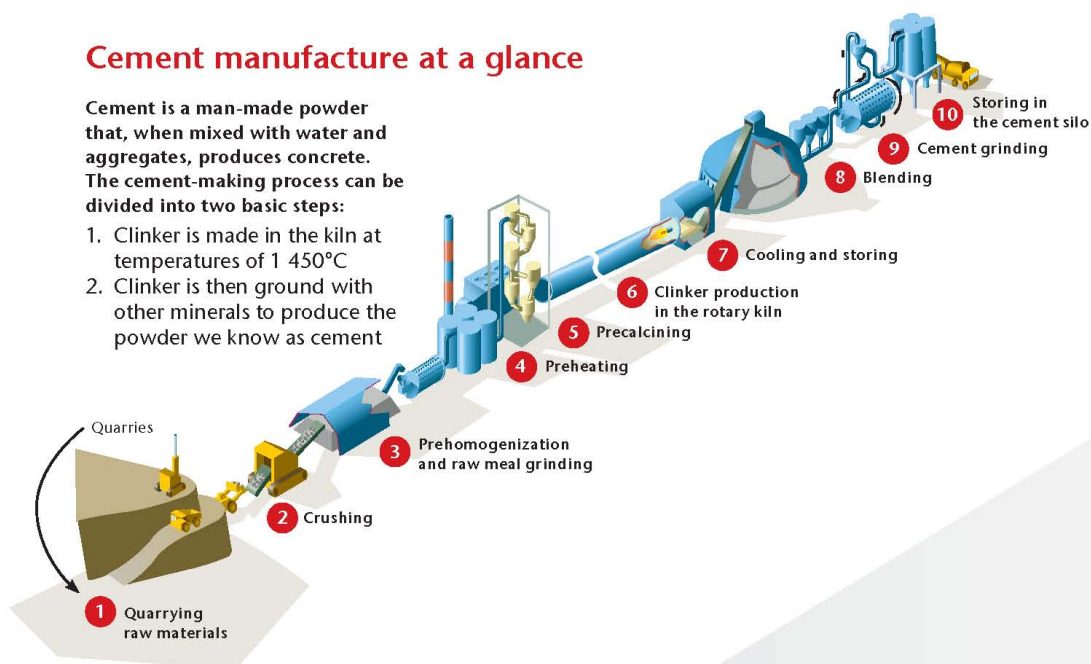 Cement manufacture at a glance
Cement is a man-made powder
that, when mixed with water and
aggregates, produces concrete.
The cement-making process can be
divided into two basic steps:
1. Clinker is made in the kiln at
temperatures of 1 450°C
2. Clinker is then ground with
other minerals to produce the
powder we know as cement
Quarries
1 Quarrying
raw materials
2 Crushing
3 Prehomogenization
and raw meal grinding
4 Preheating
5 Precalcining
6 Clinker production
in the rotary kiln
7 Cooling and storing
8 Blending
9 Cement grinding
10 Storing in
the cement silo